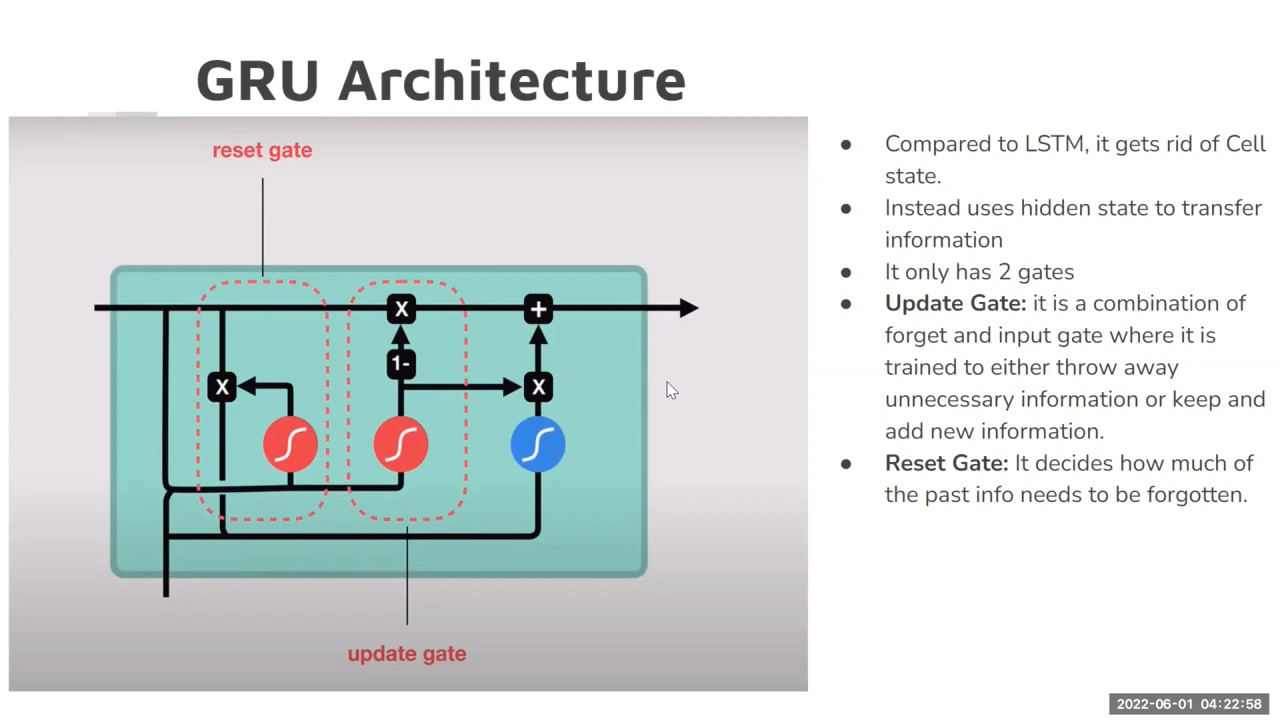 GRU Architecture
reset gate
X
+
1-
X
X
update gate
● Compared to LSTM, it gets rid of Cell
state.
● Instead uses hidden state to transfer
information
● It only has 2 gates
● Update Gate: it is a combination of
forget and input gate where it is
trained to either throw away
unnecessary information or keep and
add new information.
● Reset Gate: It decides how much of
the past info needs to be forgotten.
2022-06-01 04:22:58